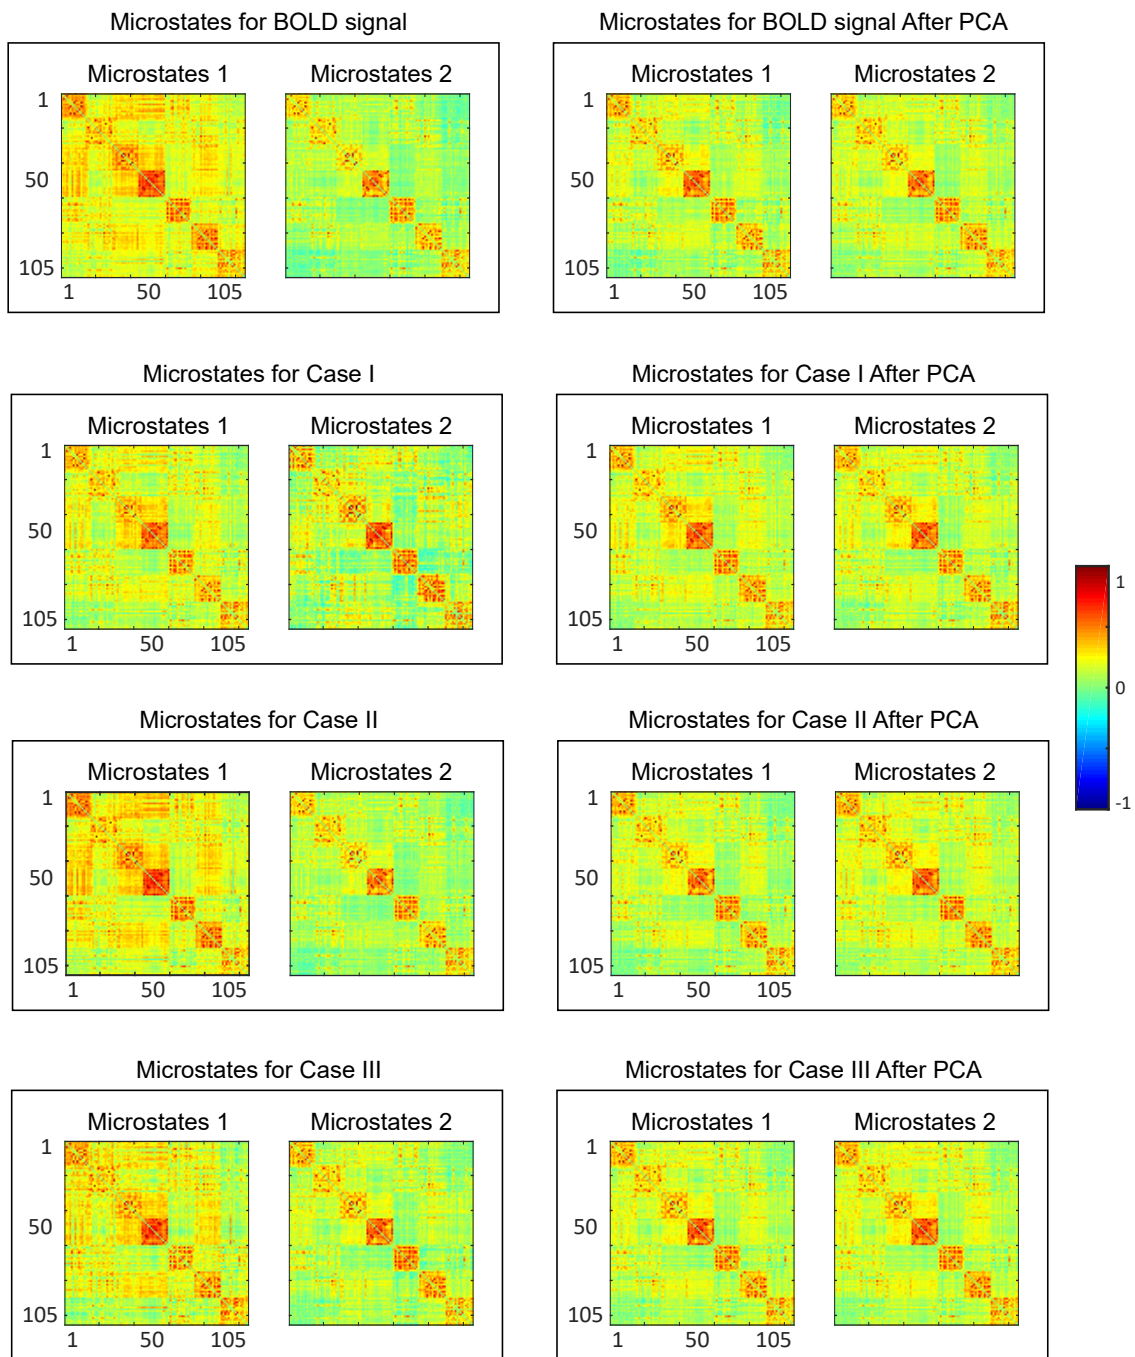 Microstates for BOLD signal
Microstates 1 Microstates 2
1
50
105
1 50 105
Microstates for BOLD signal After PCA
Microstates 1 Microstates 2
1
50
105
1 50 105
Microstates for Case I
Microstates 1 Microstates 2
1
50
105
1 50 105
Microstates for Case I After PCA
Microstates 1 Microstates 2
1
50
105
1 50 105
1
0
-1
Microstates for Case II
Microstates 1 Microstates 2
1
50
105
1 50 105
Microstates for Case II After PCA
Microstates 1 Microstates 2
1
50
105
1 50 105
Microstates for Case III
Microstates 1 Microstates 2
1
50
105
1 50 105
Microstates for Case III After PCA
Microstates 1 Microstates 2
1
50
105
1 50 105